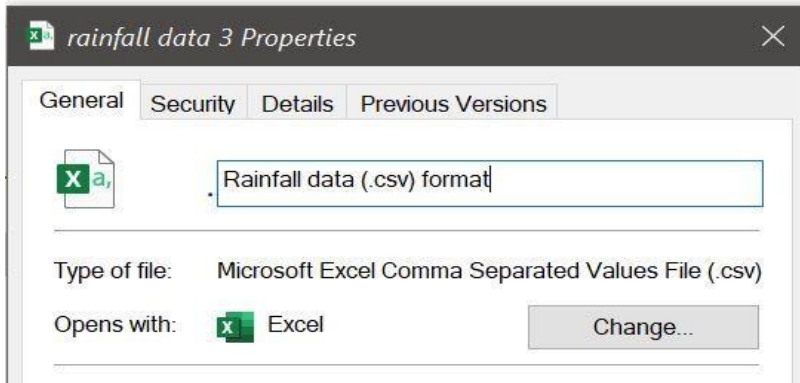 rainfall data 3 Properties
General Security Details Previous Versions
Rainfall data (.csv) format
Type of file: Microsoft Excel Comma Separated Values File (.csv)
Opens with: Excel
Change...